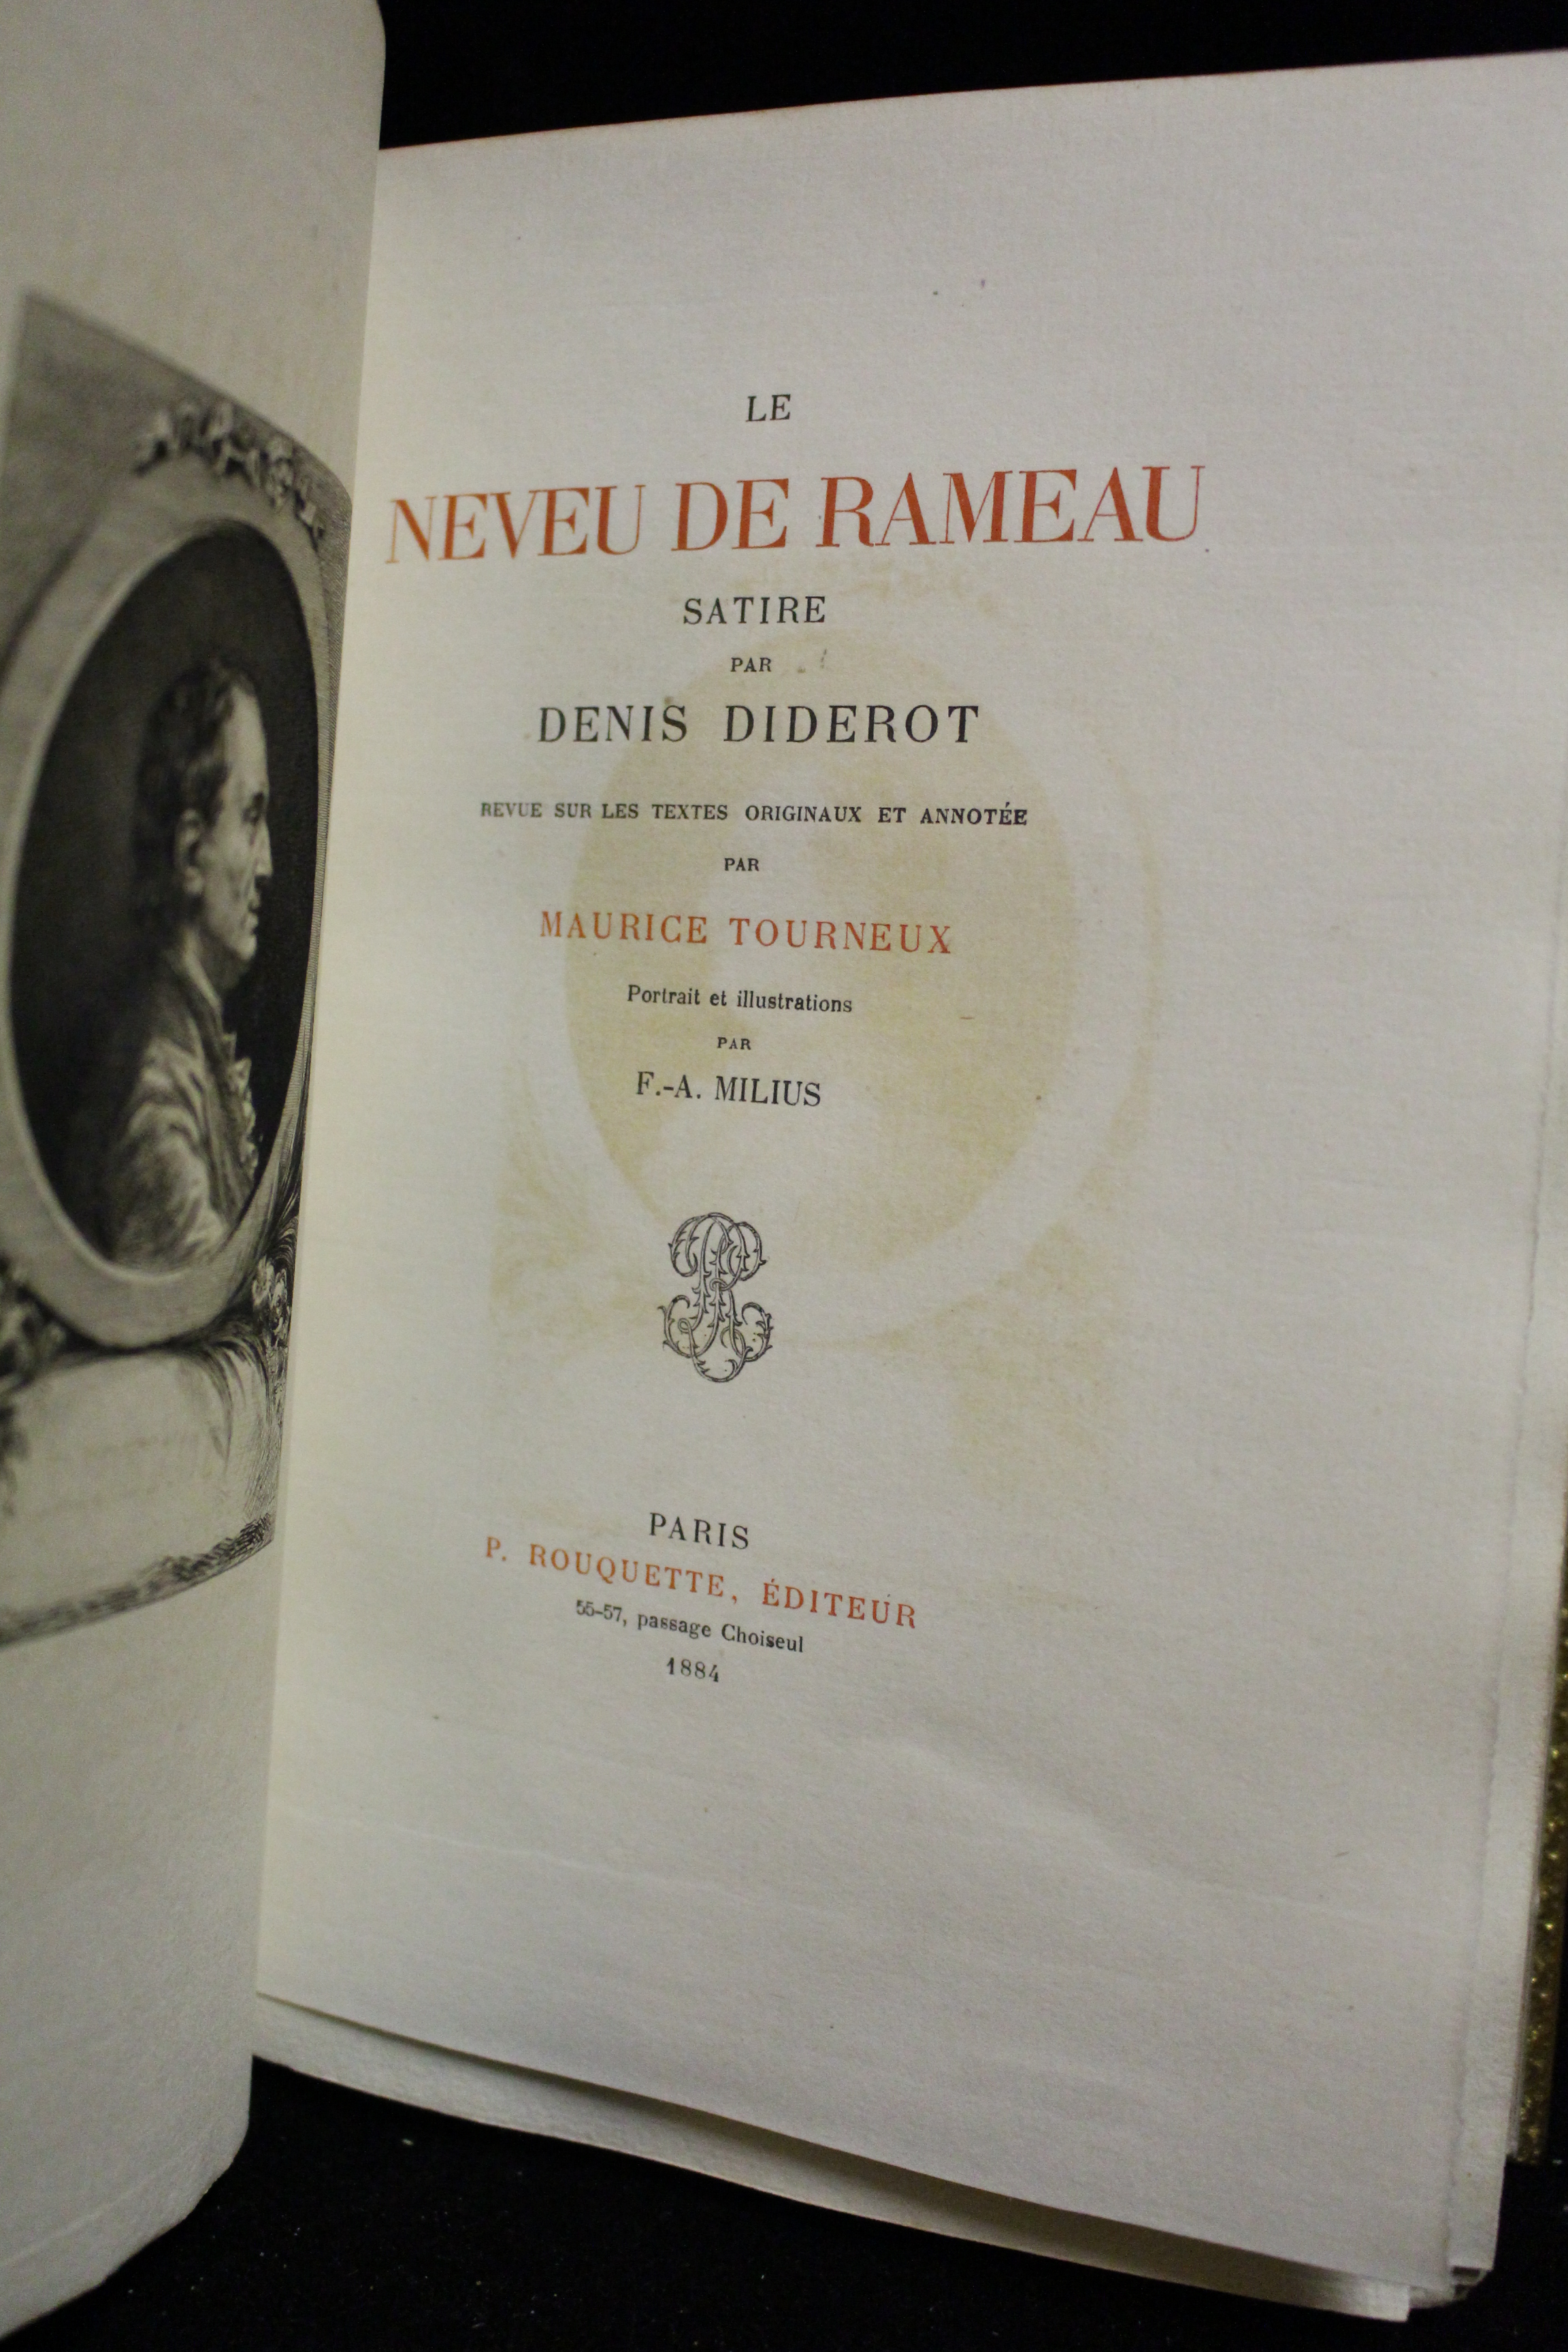 LE
NEVEU DE RAMEAU
SATIRE
PAR
DENIS DIDEROT
REVUE SUR LES TEXTES ORIGINAUX ET ANNOTÉE
PAR
MAURICE TOURNEUX
Portrait et illustrations
PAR
F.-A. MILIUS
PARIS
P. ROUQUETTE, ÉDITEUR
55-57, passage Choiseul
1884